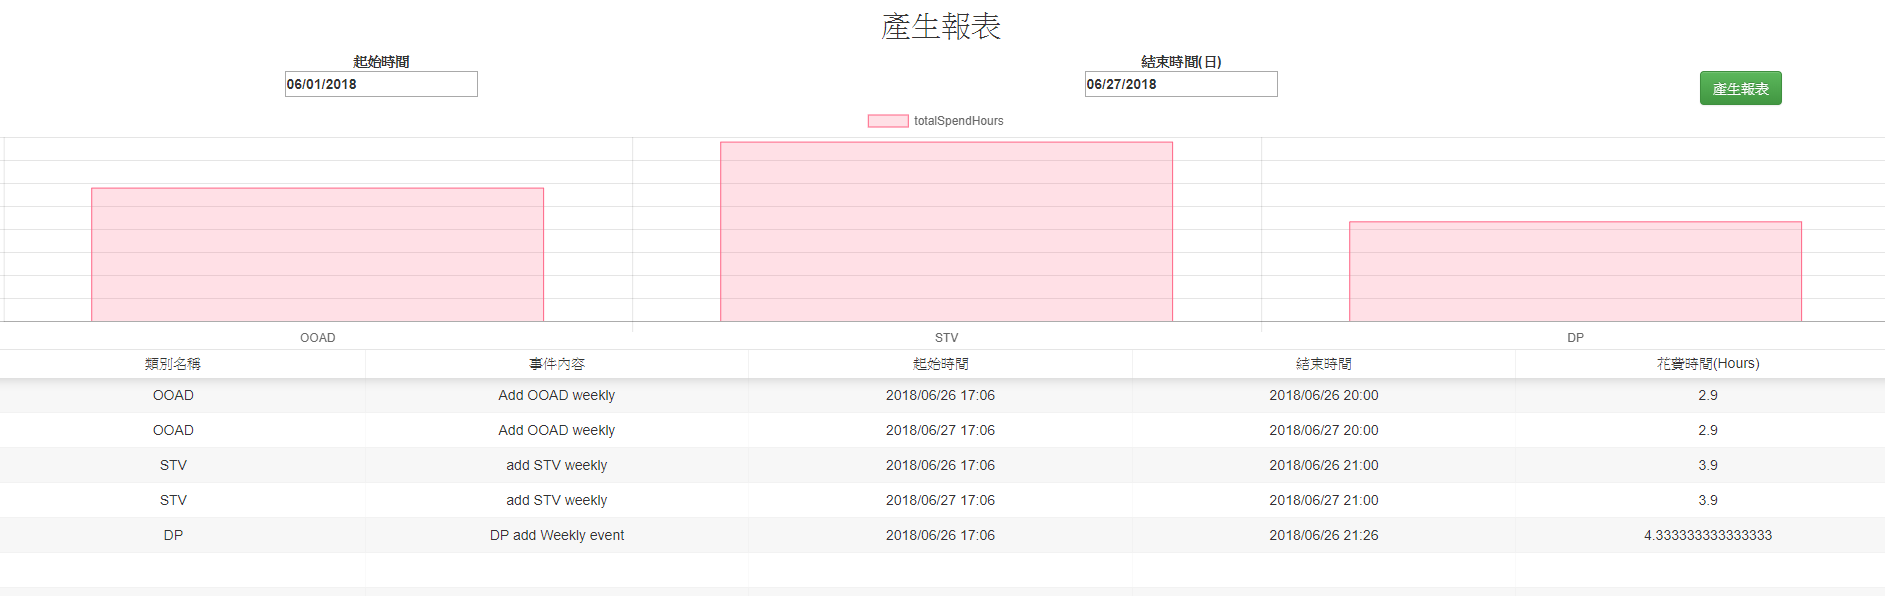 產生報表
起始時間 結束時間(日)
06/01/2018 06/27/2018 產生報表
totalSpendHours
OOAD STV DP
類別名稱 事件內容 起始時間 結束時間 花費時間(Hours)
OOAD Add OOAD weekly 2018/06/26 17:06 2018/06/26 20:00 2.9
OOAD Add OOAD weekly 2018/06/27 17:06 2018/06/27 20:00 2.9
STV add STV weekly 2018/06/26 17:06 2018/06/26 21:00 3.9
STV add STV weekly 2018/06/27 17:06 2018/06/27 21:00 3.9
DP DP add Weekly event 2018/06/26 17:06 2018/06/26 21:26 4.333333333333333